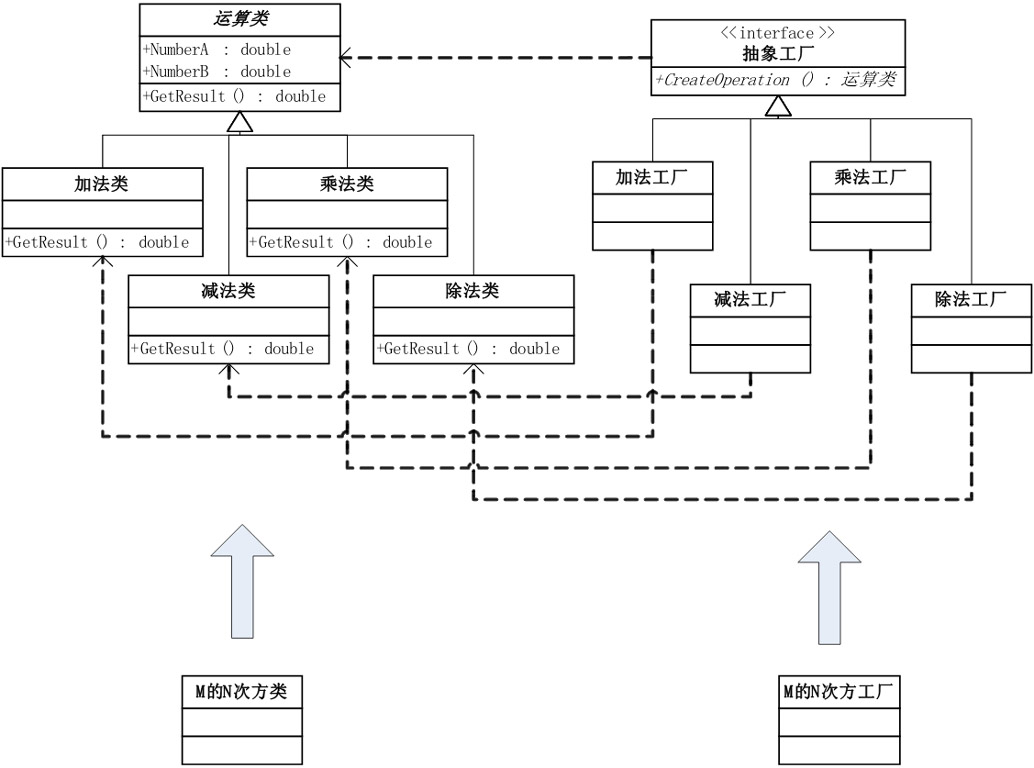 运算类
+NumberA : double
+NumberB : double
+GetResult() : double
<<interface>>
抽象工厂
+CreateOperation() : 运算类
加法类
+GetResult() : double
乘法类
+GetResult() : double
加法工厂
乘法工厂
减法类
+GetResult() : double
除法类
+GetResult() : double
减法工厂
除法工厂
M的N次方类
M的N次方工厂